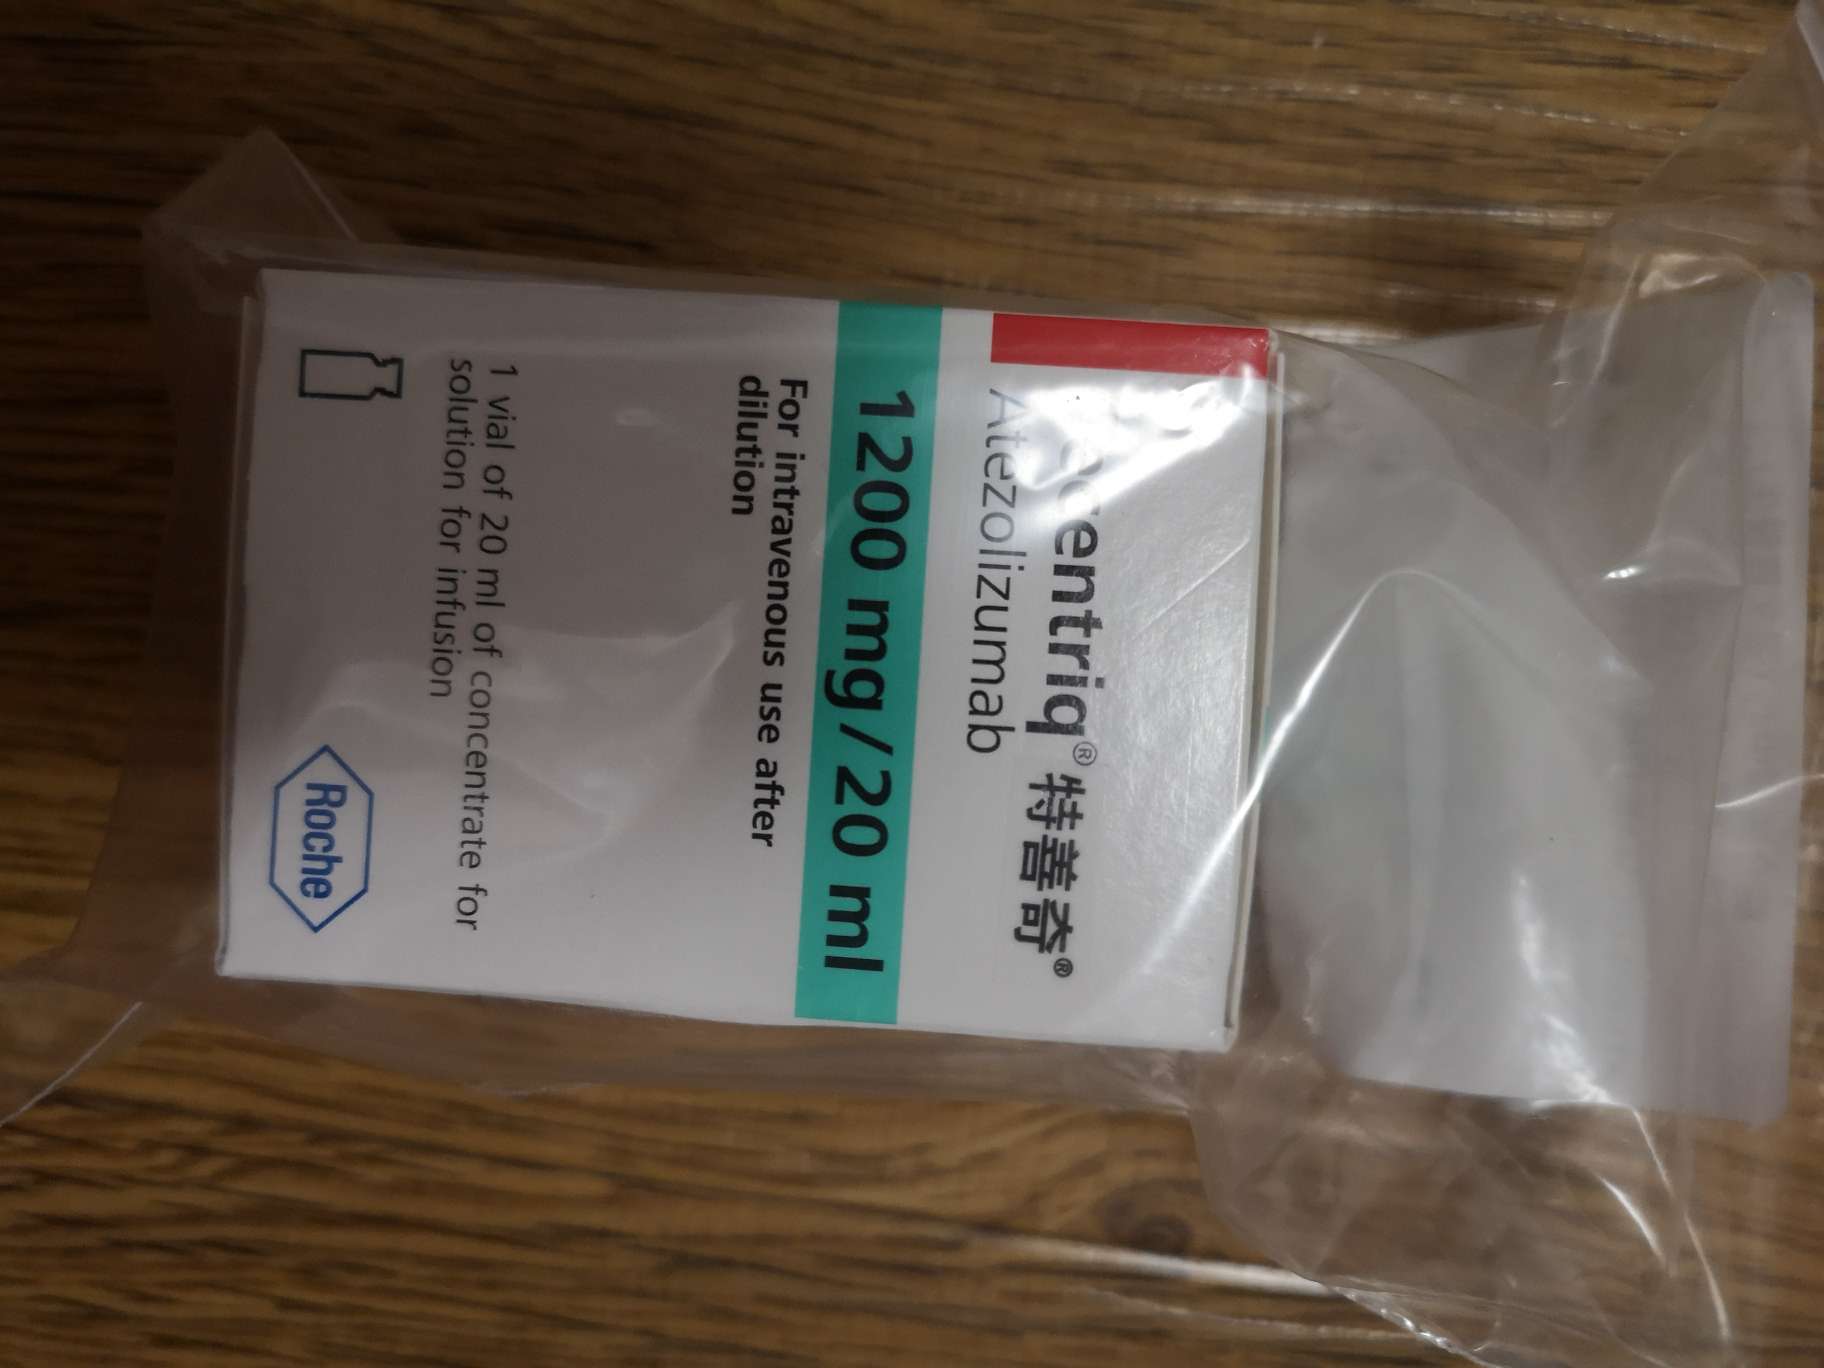 centriq® 特善奇®
Atezolizumab
1200 mg/20 ml
For intravenous use after
dilution
1 vial of 20 ml of concentrate for
solution for infusion
Roche